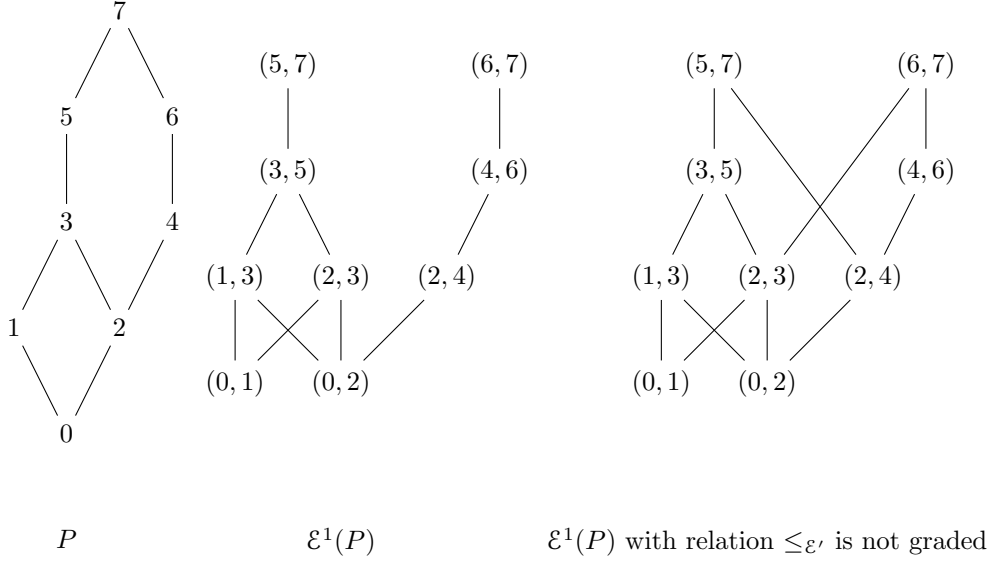 7
(5, 7) (6, 7) (5, 7) (6, 7)
5 6
(3, 5) (4, 6) (3, 5) (4, 6)
3 4
(1, 3) (2, 3) (2, 4) (1, 3) (2, 3) (2, 4)
1 2
(0, 1) (0, 2) (0, 1) (0, 2)
0
P ℰ¹(P) ℰ¹(P) with relation ≤_ℰ′ is not graded